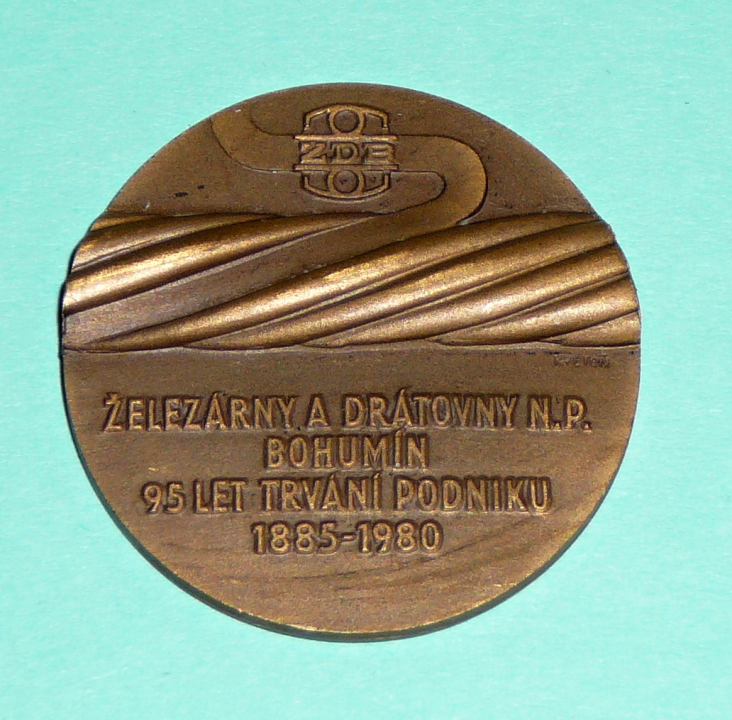 ŽDB
ŽELEZÁRNY A DRÁTOVNY N.P.
BOHUMÍN
95 LET TRVÁNÍ PODNIKU
1885-1980